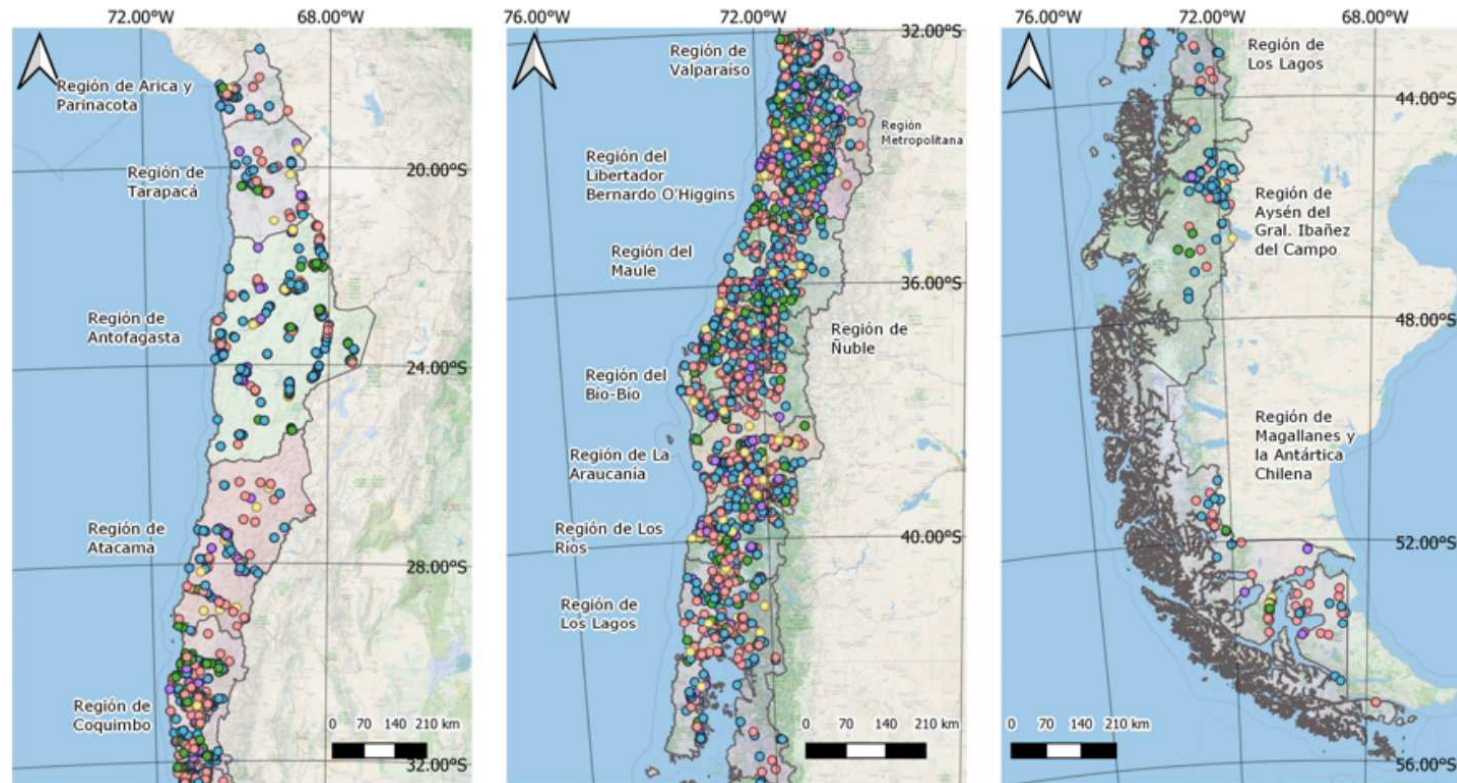 72.00°W
68.00°W
Región de Arica y
Parinacota
20.00°S
Región de
Tarapacá
Región de
Antofagasta
24.00°S
Región de
Atacama
28.00°S
Región de
Coquimbo
0 70 140 210 km
32.00°S
76.00°W
72.00°W
32.00°S
Región de
Valparaíso
Región
Metropolitana
Región del
Libertador
Bernardo O'Higgins
Región del
Maule
36.00°S
Región de
Ñuble
Región del
Bio-Bío
Región de La
Araucanía
Región de Los
Ríos
40.00°S
Región de
Los Lagos
0 70 140 210 km
76.00°W
72.00°W
68.00°W
Región de
Los Lagos
44.00°S
Región de
Aysén del
Gral. Ibañez
del Campo
48.00°S
Región de
Magallanes y
la Antártica
Chilena
52.00°S
0 70 140 210 km
56.00°S